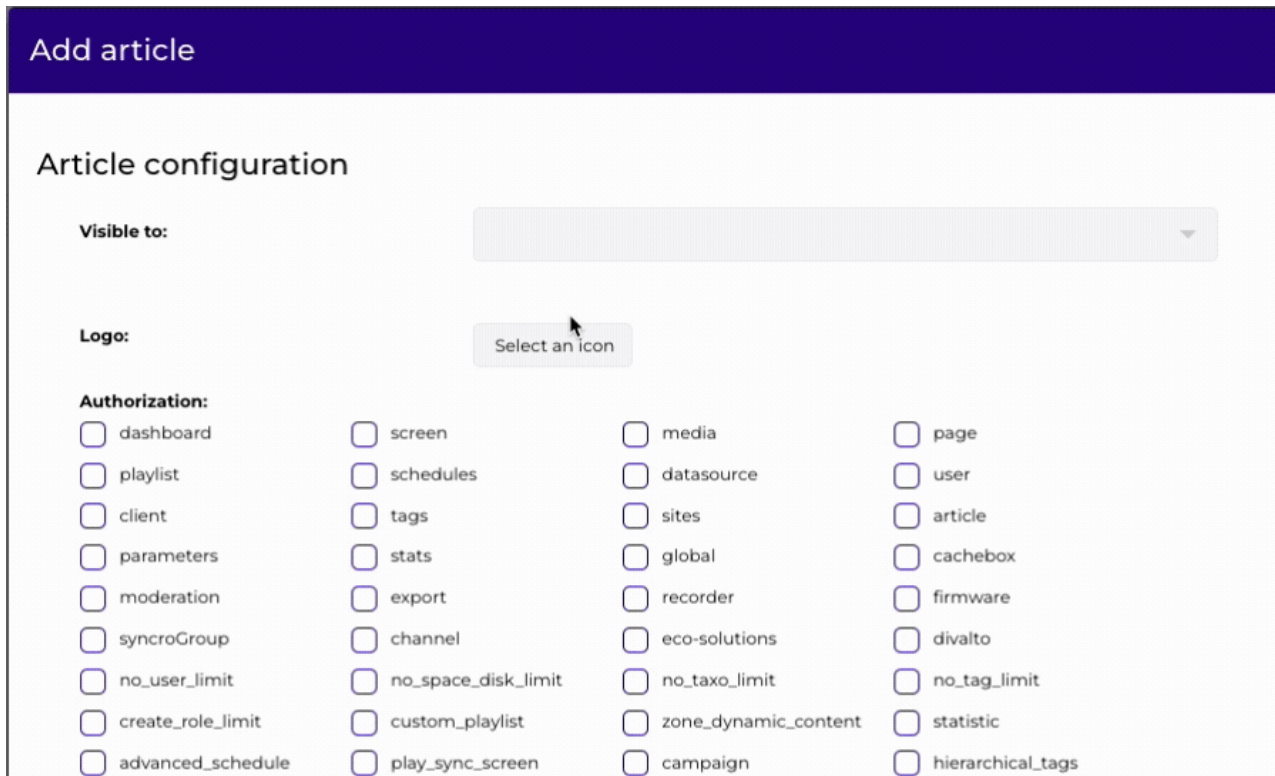 Add article
Article configuration
Visible to:
Logo:
Select an icon
Authorization:
dashboard screen media page
playlist schedules datasource user
client tags sites article
parameters stats global cachebox
moderation export recorder firmware
syncroGroup channel eco-solutions divalto
no_user_limit no_space_disk_limit no_taxo_limit no_tag_limit
create_role_limit custom_playlist zone_dynamic_content statistic
advanced_schedule play_sync_screen campaign hierarchical_tags